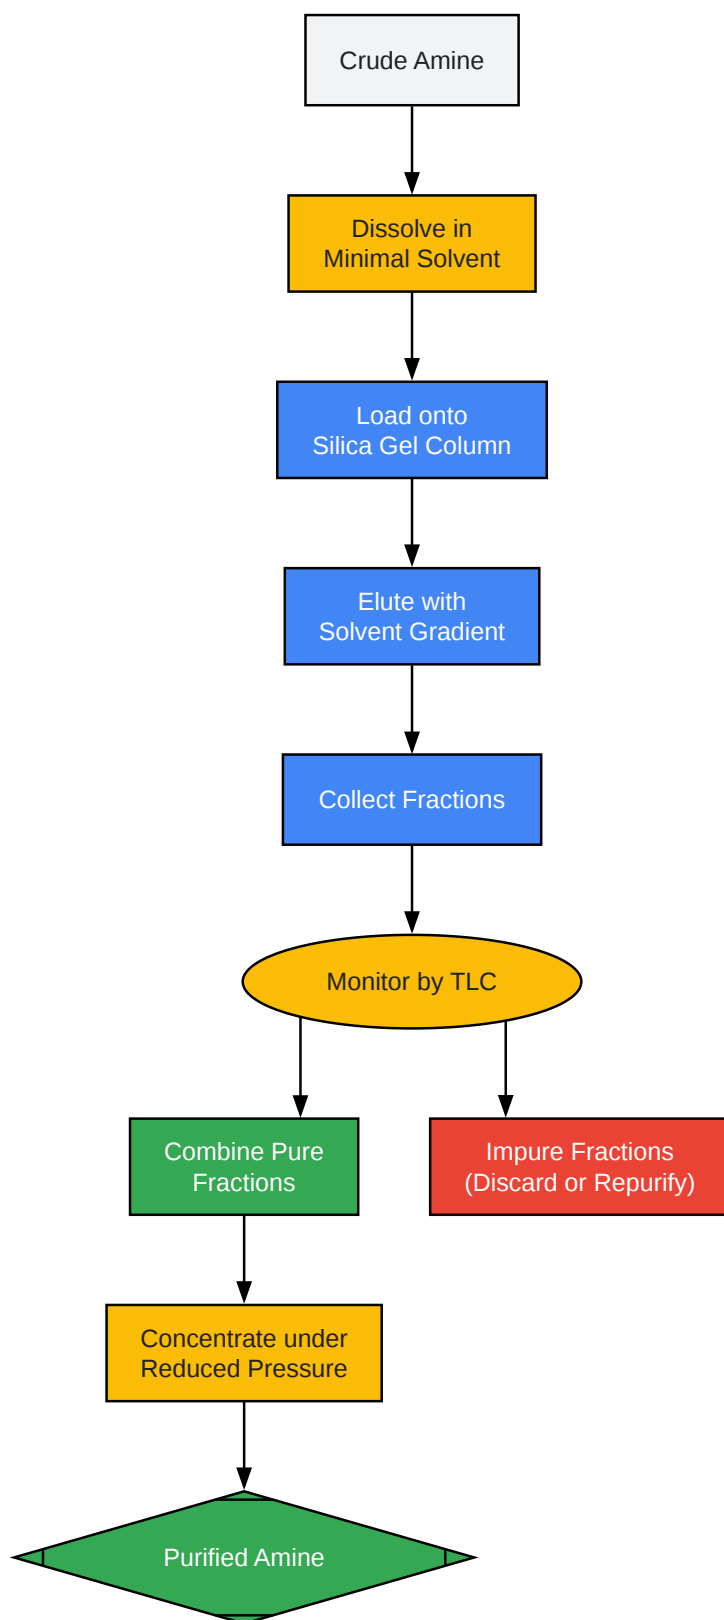 Crude Amine
Dissolve in
Minimal Solvent
Load onto
Silica Gel Column
Elute with
Solvent Gradient
Collect Fractions
Monitor by TLC
Combine Pure
Fractions
Impure Fractions
(Discard or Repurify)
Concentrate under
Reduced Pressure
Purified Amine